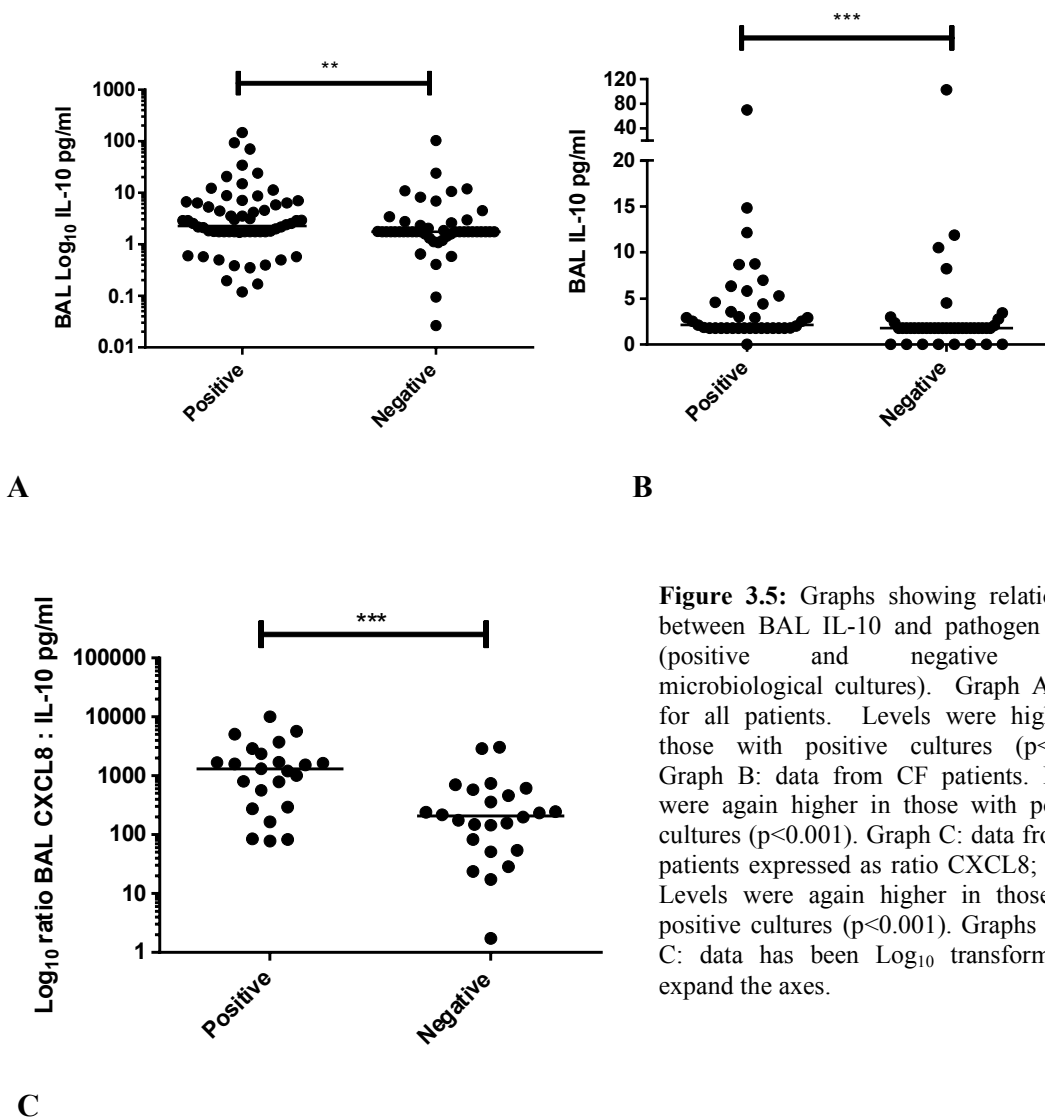 **
1000
100
10
1
0.1
0.01
BAL Log10 IL-10 pg/ml
Positive
Negative
A
***
120
80
40
20
15
10
5
0
BAL IL-10 pg/ml
Positive
Negative
B
***
100000
10000
1000
100
10
1
Log10 ratio BAL CXCL8 : IL-10 pg/ml
Positive
Negative
C
Figure 3.5: Graphs showing
between BAL IL-10 and pathogen
(positive and negative
microbiological cultures). Graph
for all patients. Levels were
those with positive cultures
Graph B: data from CF patients.
were again higher in those with
cultures (p<0.001). Graph C: data
patients expressed as ratio CXCL8;
Levels were again higher in those
positive cultures (p<0.001). Graphs
C: data has been Log10
expand the axes.